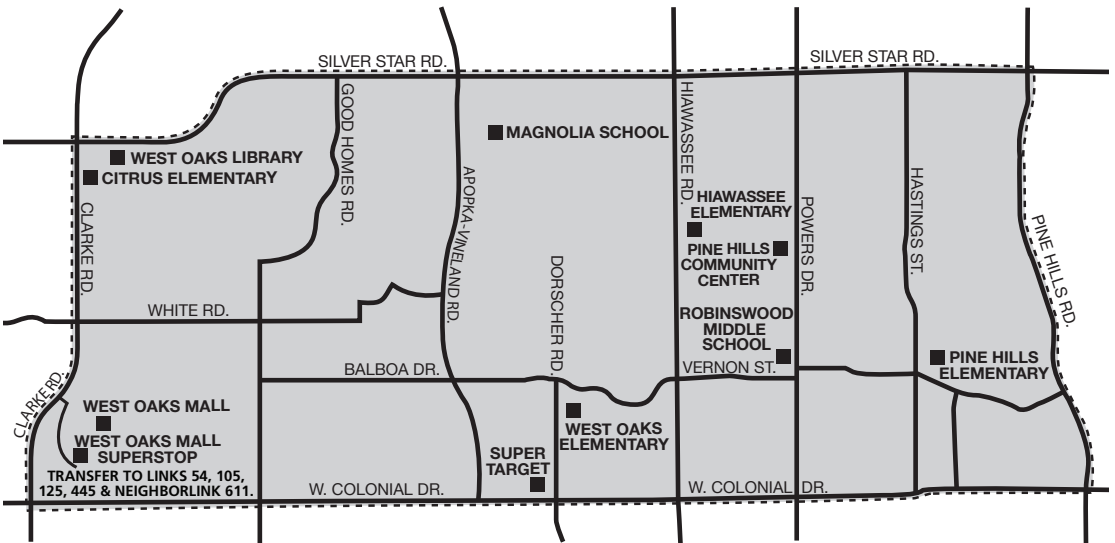 SILVER STAR RD.
SILVER STAR RD.
GOOD HOMES RD.
HIAWASSEE RD.
MAGNOLIA SCHOOL
WEST OAKS LIBRARY
CITRUS ELEMENTARY
APOPKA-VINELAND RD.
HASTINGS ST.
HIAWASSEE
ELEMENTARY
CLARKE RD.
POWERS DR.
PINE HILLS RD.
PINE HILLS
COMMUNITY
CENTER
DORSCHER RD.
WHITE RD.
ROBINSWOOD
MIDDLE
SCHOOL
BALBOA DR.
VERNON ST.
PINE HILLS
ELEMENTARY
CLARKE RD.
WEST OAKS MALL
WEST OAKS
ELEMENTARY
WEST OAKS MALL
SUPERSTOP
SUPER
TARGET
TRANSFER TO LINKS 54, 105,
125, 445 & NEIGHBORLINK 611.
W. COLONIAL DR.
W. COLONIAL DR.